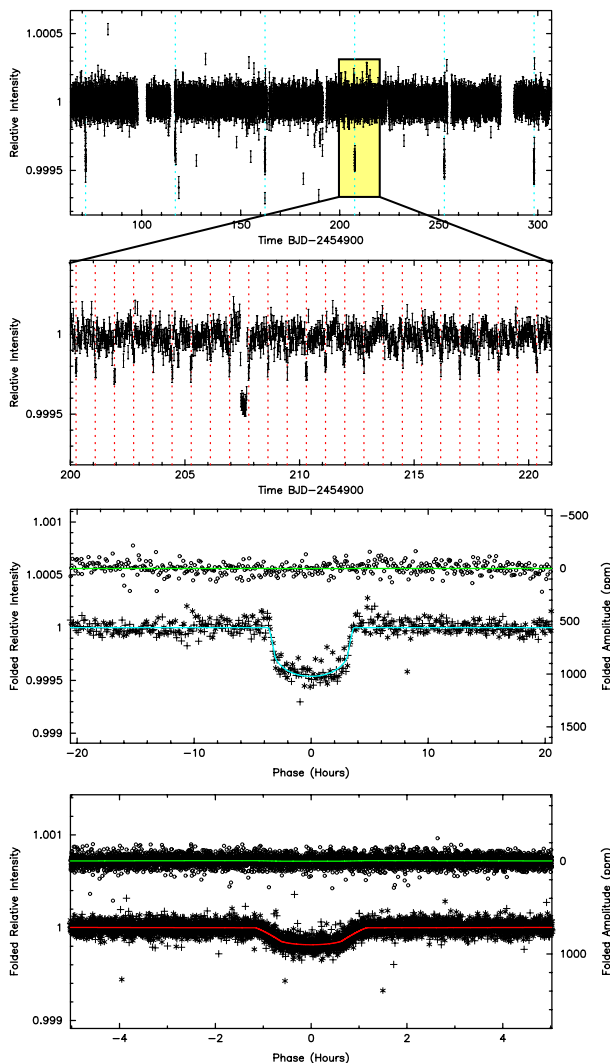 1.0005
1
0.9995
Relative Intensity
100 150 200 250 300
Time BJD-2454900
1
0.9995
Relative Intensity
200 205 210 215 220
Time BJD-2454900
1.001
1.0005
1
0.9995
0.999
Folded Relative Intensity
-500
0
500
1000
1500
Folded Amplitude (ppm)
-20 -10 0 10 20
Phase (Hours)
1.001
1
0.999
Folded Relative Intensity
0
1000
Folded Amplitude (ppm)
-4 -2 0 2 4
Phase (Hours)